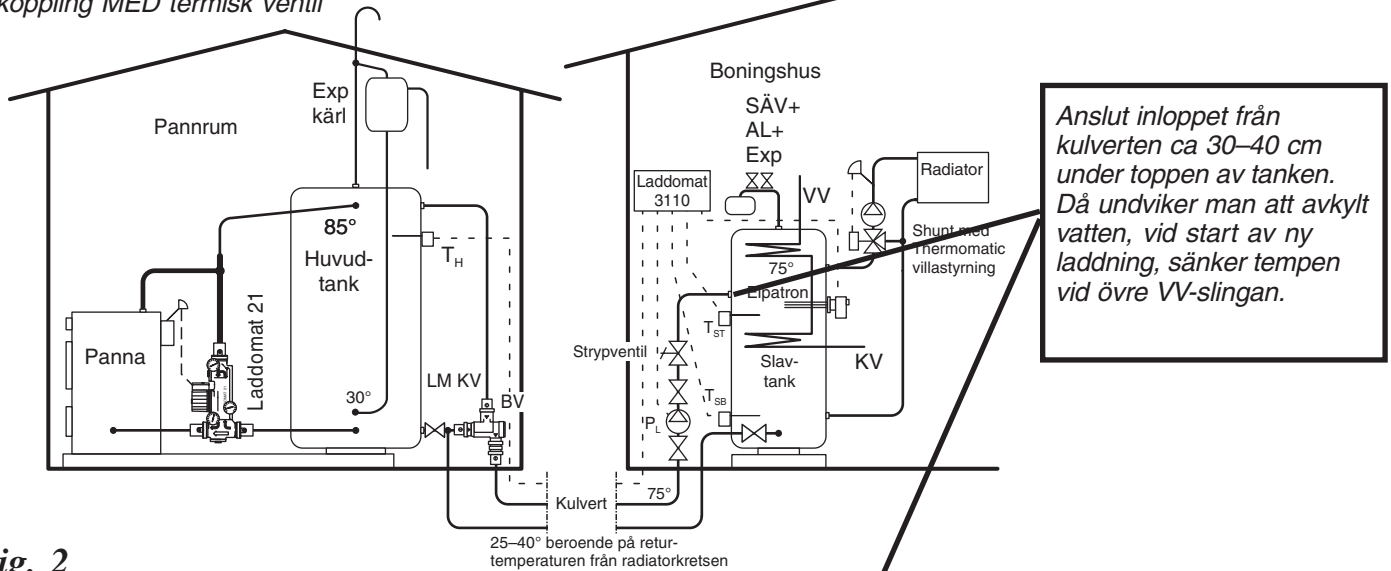 koppling MED termisk ventil
Pannrum
Exp
kärl
85°
Huvud-
tank
T_H
Panna
Laddomat 21
30°
LM KV
BV
Boningshus
SÄV+
AL+
Exp
Laddomat
3110
VV
Radiator
Shunt med
Thermomatic
villastyrning
75°
Elpatron
T_ST
Strypventil
Slav-
tank
KV
T_SB
P_L
75°
Kulvert
25–40° beroende på retur-
temperaturen från radiatorkretsen
Anslut inloppet från
kulverten ca 30–40 cm
under toppen av tanken.
Då undviker man att avkylt
vatten, vid start av ny
laddning, sänker tempen
vid övre VV-slingan.
ig. 2